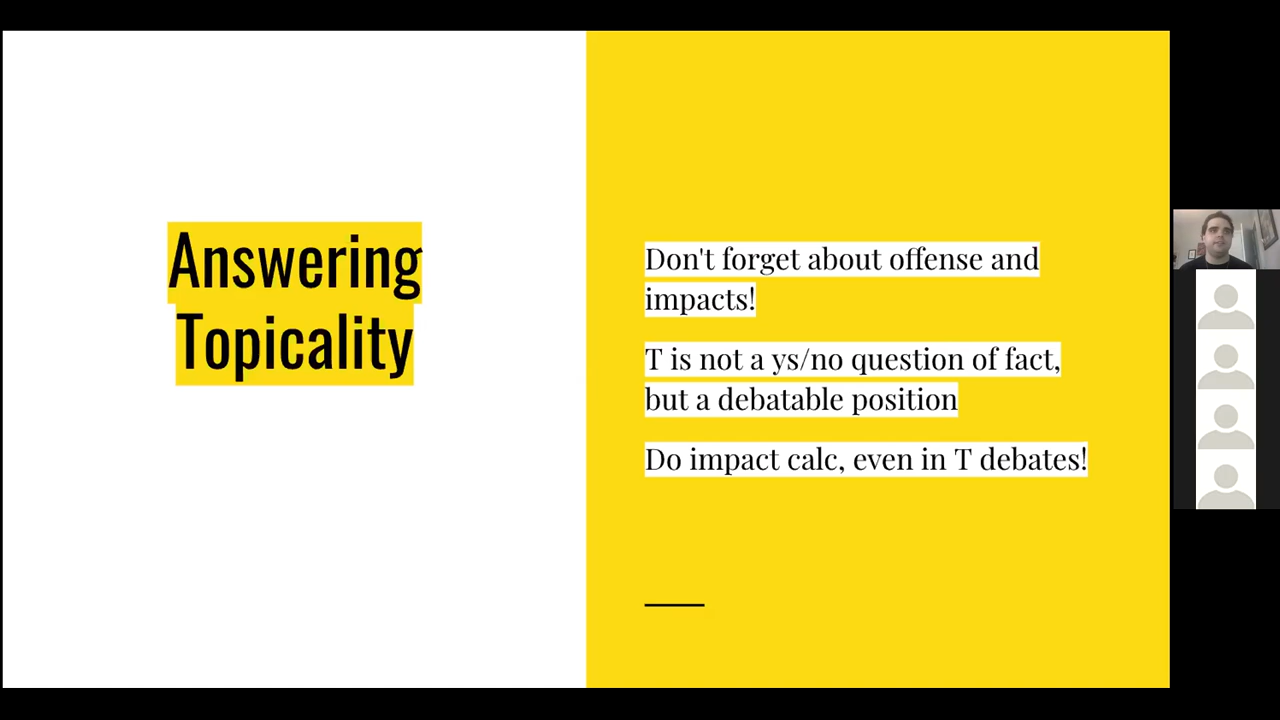 Answering
Topicality
Don't forget about offense and
impacts!
T is not a ys/no question of fact,
but a debatable position
Do impact calc, even in T debates!